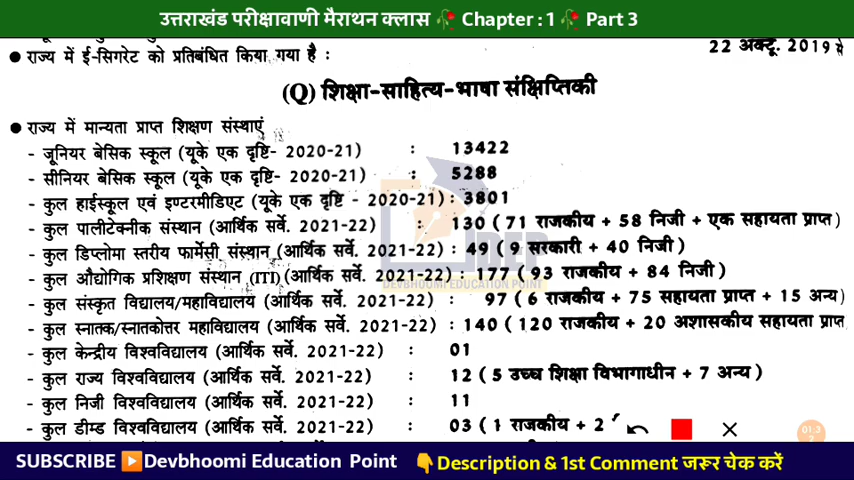 उत्तराखंड परीक्षावाणी मैराथन क्लास 🥀 Chapter : 1 🥀 Part 3
22 अक्टू. 2019 से
● राज्य में ई-सिगरेट को प्रतिबंधित किया गया है :
(Q) शिक्षा-साहित्य-भाषा संक्षिप्तिकी
● राज्य में मान्यता प्राप्त शिक्षण संस्थाएं
- जूनियर बेसिक स्कूल (यूके एक दृष्टि- 2020-21) : 13422
- सीनियर बेसिक स्कूल (यूके एक दृष्टि- 2020-21) : 5288
- कुल हाईस्कूल एवं इण्टरमीडिएट (यूके एक दृष्टि - 2020-21) : 3801
- कुल पालीटेक्नीक संस्थान (आर्थिक सर्वे. 2021-22) : 130 ( 71 राजकीय + 58 निजी + एक सहायता प्राप्त )
- कुल डिप्लोमा स्तरीय फार्मेसी संस्थान (आर्थिक सर्वे. 2021-22) : 49 ( 9 सरकारी + 40 निजी )
- कुल औद्योगिक प्रशिक्षण संस्थान (ITI) (आर्थिक सर्वे. 2021-22) : 177 ( 93 राजकीय + 84 निजी )
- कुल संस्कृत विद्यालय/महाविद्यालय (आर्थिक सर्वे. 2021-22) : 97 ( 6 राजकीय + 75 सहायता प्राप्त + 15 अन्य )
- कुल स्नातक/स्नातकोतर महाविद्यालय (आर्थिक सर्वे. 2021-22) : 140 ( 120 राजकीय + 20 अशासकीय सहायता प्राप्त
- कुल केन्द्रीय विश्वविद्यालय (आर्थिक सर्वे. 2021-22) : 01
- कुल राज्य विश्वविद्यालय (आर्थिक सर्वे. 2021-22) : 12 ( 5 उच्च शिक्षा विभागाधीन + 7 अन्य )
- कुल निजी विश्वविद्यालय (आर्थिक सर्वे. 2021-22) : 11
- कुल डीम्ड विश्वविद्यालय (आर्थिक सर्वे. 2021-22) : 03 ( 1 राजकीय + 2
DEVBHOOMI EDUCATION POINT
SUBSCRIBE ▶️Devbhoomi Education Point 👇Description & 1st Comment जरूर चेक करें